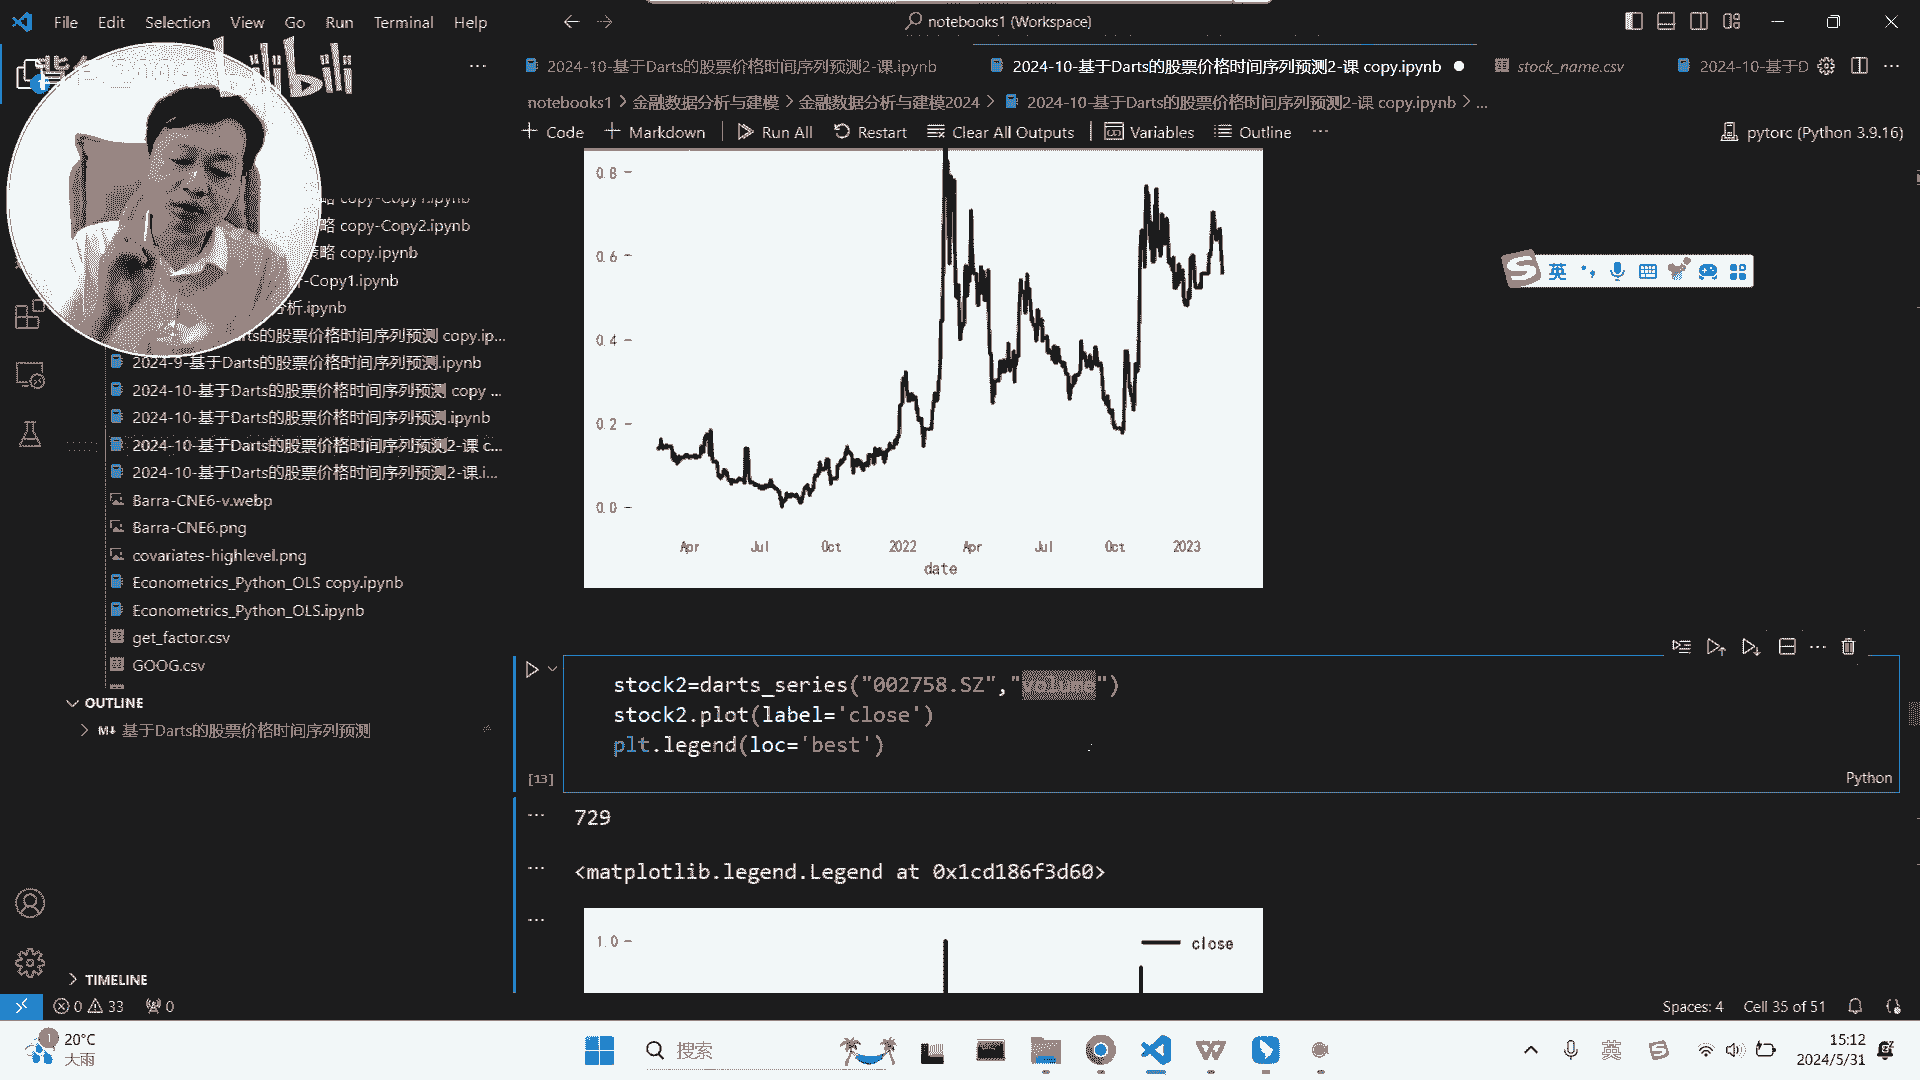 File Edit Selection View Go Run Terminal Help
notebooks1 (Workspace)
bilibili
2024-10-基于Darts的股票价格时间序列预测2-课.ipynb
2024-10-基于Darts的股票价格时间序列预测2-课 copy.ipynb
stock_name.csv
2024-10-基于D
notebooks1 > 金融数据分析与建模 > 金融数据分析与建模2024 > 2024-10-基于Darts的股票价格时间序列预测2-课 copy.ipynb > ...
+ Code + Markdown Run All Restart Clear All Outputs Variables Outline ...
pytorc (Python 3.9.16)
略 copy-Copy1.ipynb
略 copy-Copy2.ipynb
略 copy.ipynb
-Copy1.ipynb
析.ipynb
arts的股票价格时间序列预测 copy.ip...
2024-9-基于Darts的股票价格时间序列预测.ipynb
2024-10-基于Darts的股票价格时间序列预测 copy ...
2024-10-基于Darts的股票价格时间序列预测.ipynb
2024-10-基于Darts的股票价格时间序列预测2-课 c...
2024-10-基于Darts的股票价格时间序列预测2-课.i...
Barra-CNE6-v.webp
Barra-CNE6.png
covariates-highlevel.png
Econometrics_Python_OLS copy.ipynb
Econometrics_Python_OLS.ipynb
get_factor.csv
GOOG.csv
OUTLINE
M↓ 基于Darts的股票价格时间序列预测
TIMELINE
0.8
0.6
0.4
0.2
0.0
Apr Jul Oct 2022 Apr Jul Oct 2023
date
英
stock2=darts_series("002758.SZ","volume")
stock2.plot(label='close')
plt.legend(loc='best')
[13]
Python
729
<matplotlib.legend.Legend at 0x1cd186f3d60>
1.0
close
0 33 0
Spaces: 4 Cell 35 of 51
1
20°C
大雨
搜索
英
15:12
2024/5/31